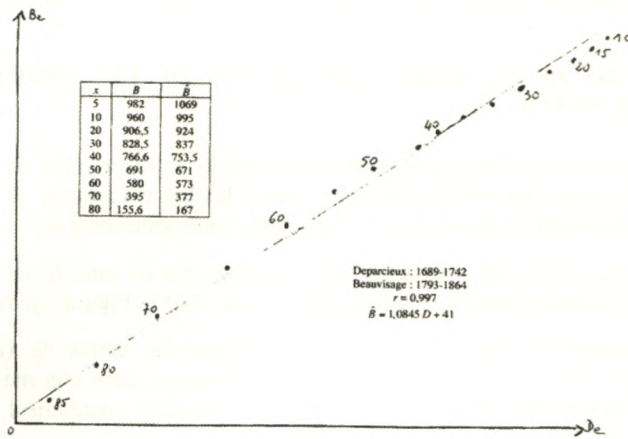 Be
x B B̂
5 982 1069
10 960 995
20 906,5 924
30 828,5 837
40 766,6 753,5
50 691 671
60 580 573
70 395 377
80 155,6 167
10
15
20
30
40
50
60
70
80
85
Deparcieux : 1689-1742
Beauvisage : 1793-1864
r = 0,997
B̂ = 1,0845 D + 41
0
De